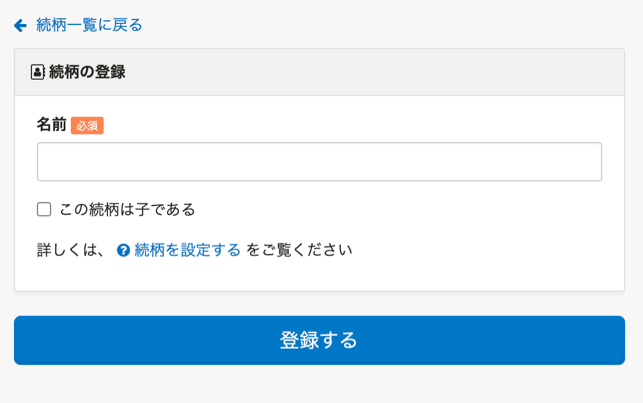 続柄一覧に戻る
続柄の登録
名前 必須
この続柄は子である
詳しくは、 続柄を設定する をご覧ください
登録する